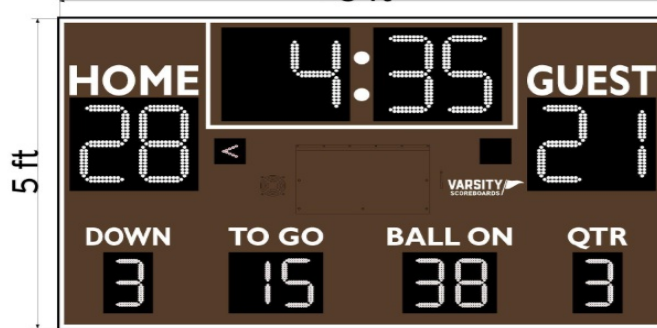 4:35
HOME GUEST
28 21
<
VARSITY
SCOREBOARDS
DOWN TO GO BALL ON QTR
3 15 38 3
5 ft